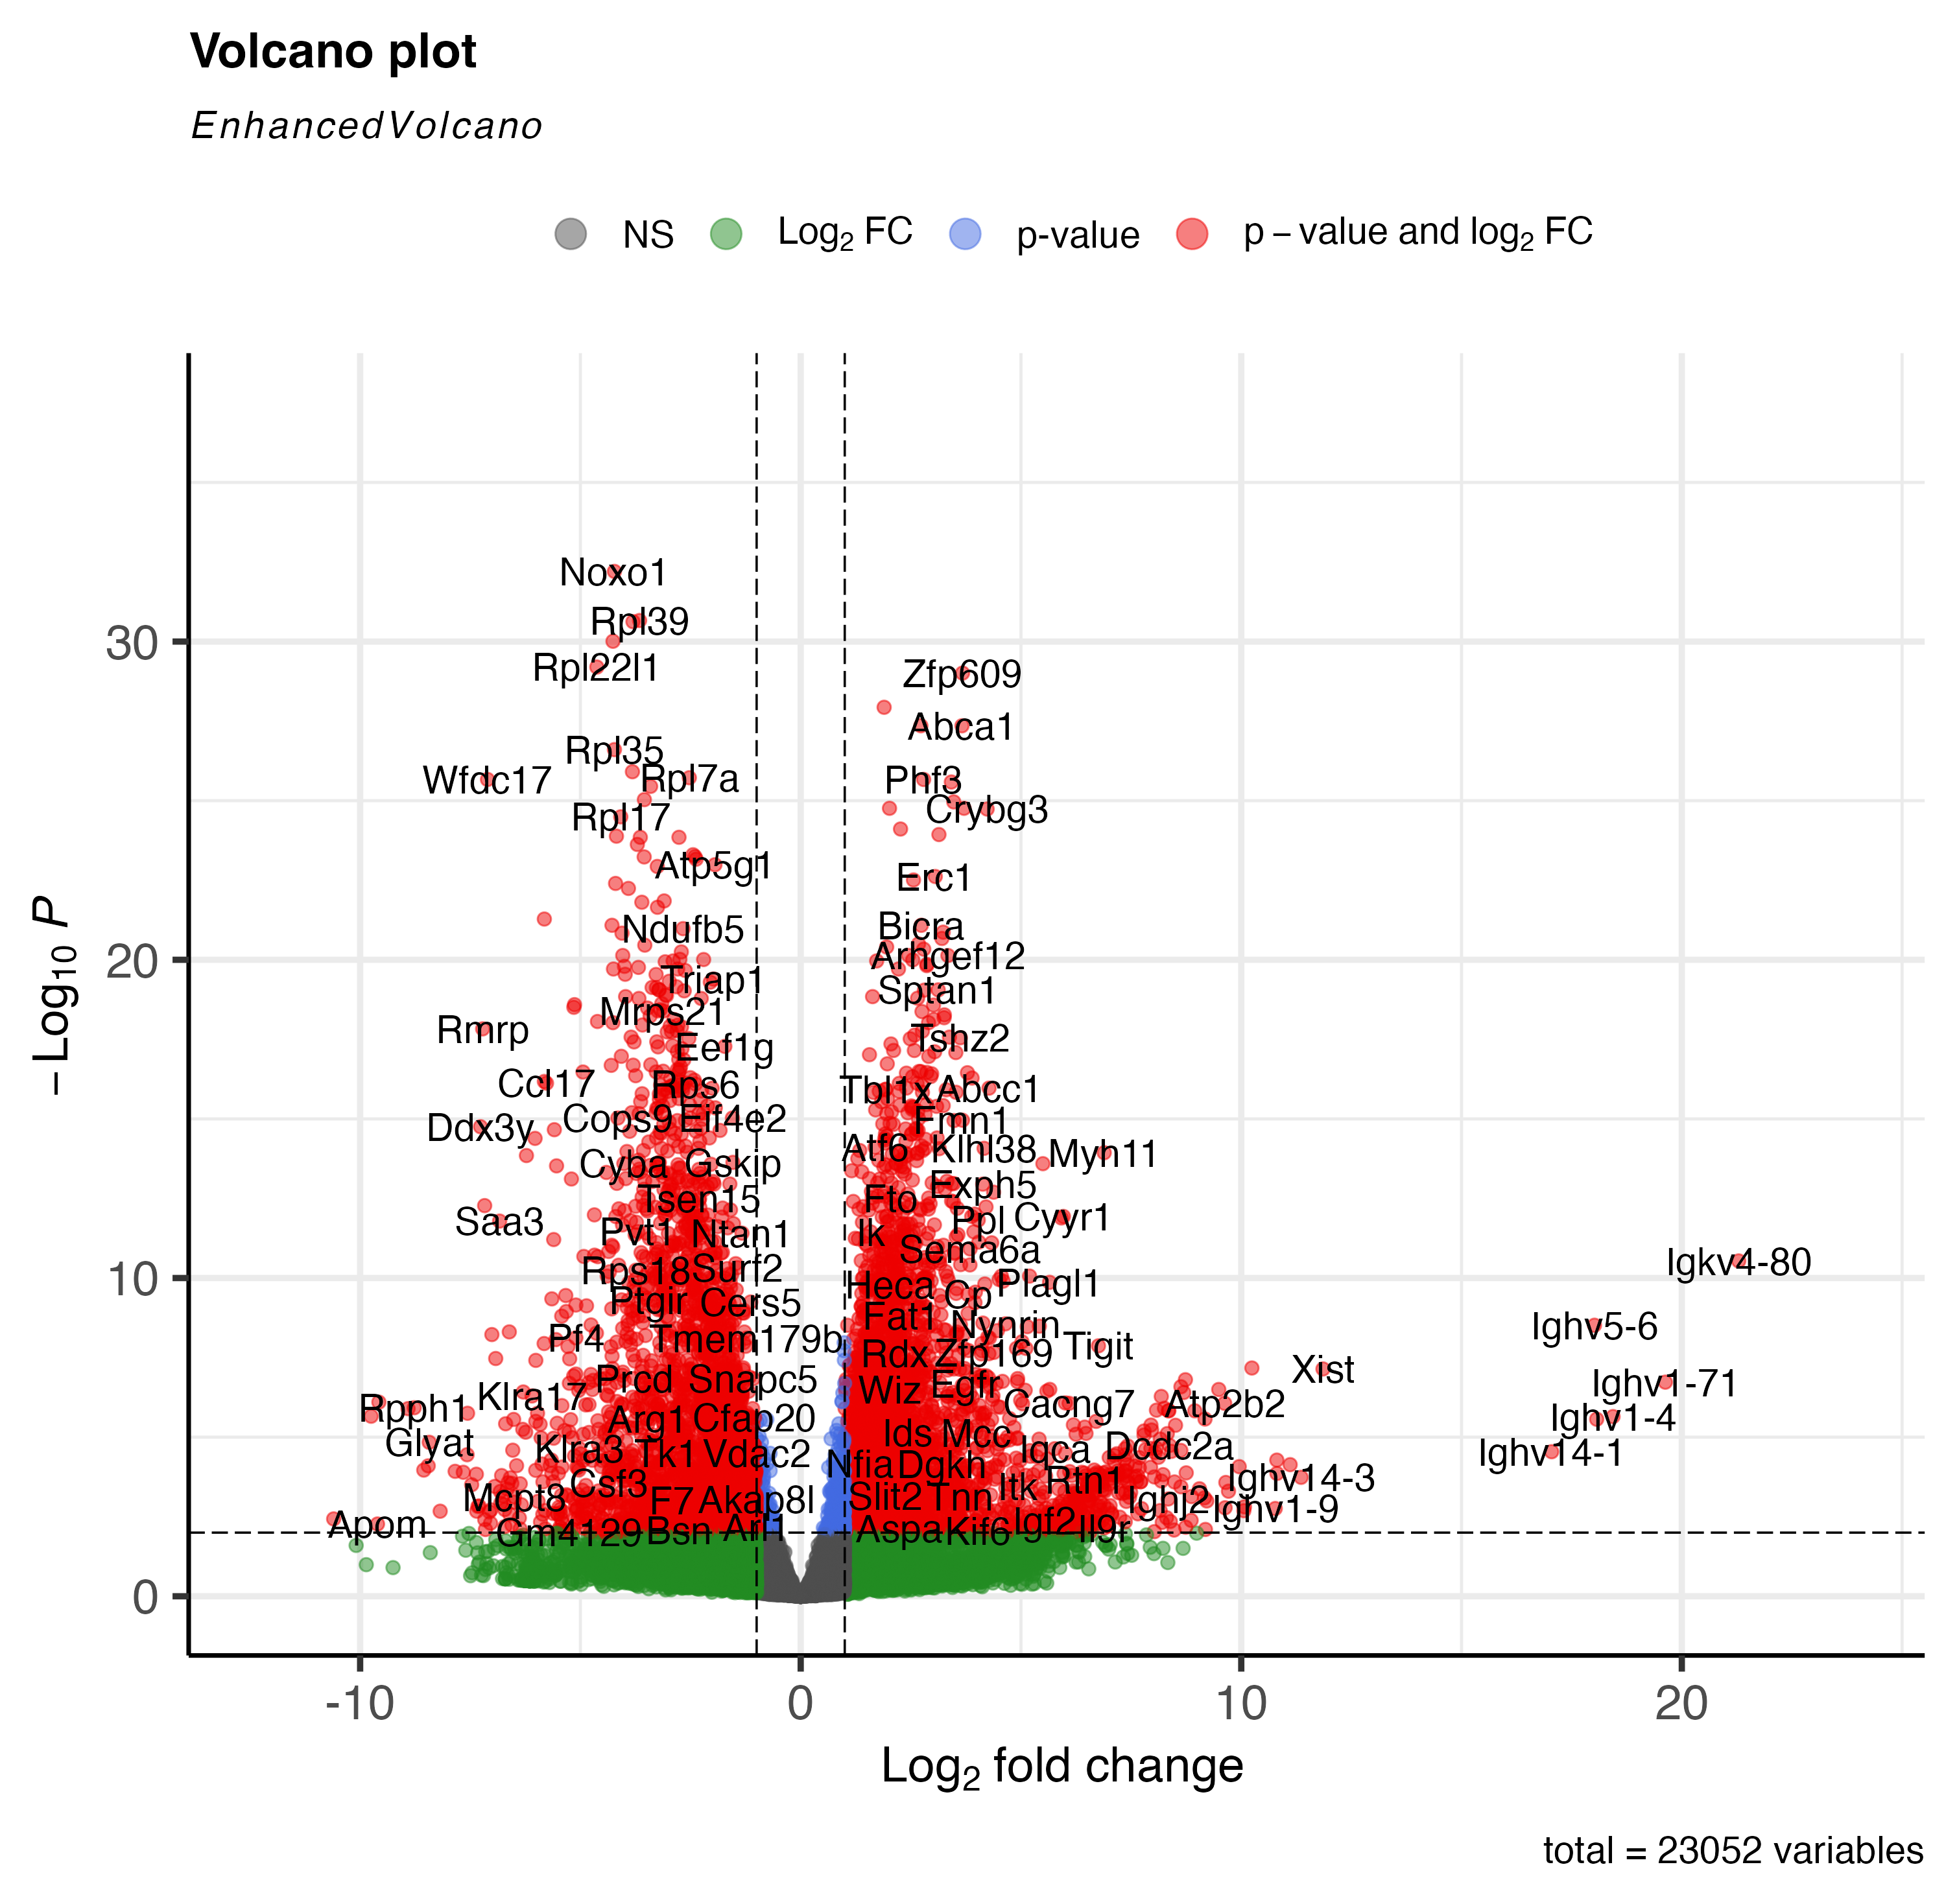 Volcano plot
EnhancedVolcano
NS Log2 FC p-value p – value and log2 FC
Noxo1
Rpl39
30
Rpl22l1 Zfp609
Abca1
Rpl35
Wfdc17 Rpl7a Phf3
Crybg3
Rpl17
Atp5g1 Erc1
Ndufb5 Bicra
20 Arhgef12
Triap1 Sptan1
Mrps21
Rmrp Tshz2
Eef1g
Ccl17 Rps6 Tbl1x Abcc1
Ddx3y Cops9 Eif4e2 Fmn1
Atf6 Klhl38 Myh11
Cyba Gskip
Tsen15 Fto Exph5
Saa3 Pvt1 Ntan1 Ik Ppl Cyyr1
Sema6a
Igkv4-80
10 Rps18 Surf2 Heca Cp Plagl1
Ptgir Cers5 Fat1
Nynrin Ighv5-6
Pf4 Tmem179b Rdx Zfp169 Tigit
Xist
Prcd Snapc5 Wiz Egfr Ighv1-71
Rpph1 Klra17 Cacng7 Atp2b2
Arg1 Cfap20 Ighv1-4
Glyat Klra3 Tk1 Vdac2 Ids Mcc Iqca Dcdc2a Ighv14-1
Nfia Dgkh
Csf3 Itk Rtn1 Ighv14-3
Mcpt8 F7 Akap8l Slit2 Tnn Ighj2 Ighv1-9
Apom Gm4129 Bsn Arl1 Aspa Kif6 Igf2 Il9r
0
−Log10 P
-10 0 10 20
Log2 fold change
total = 23052 variables